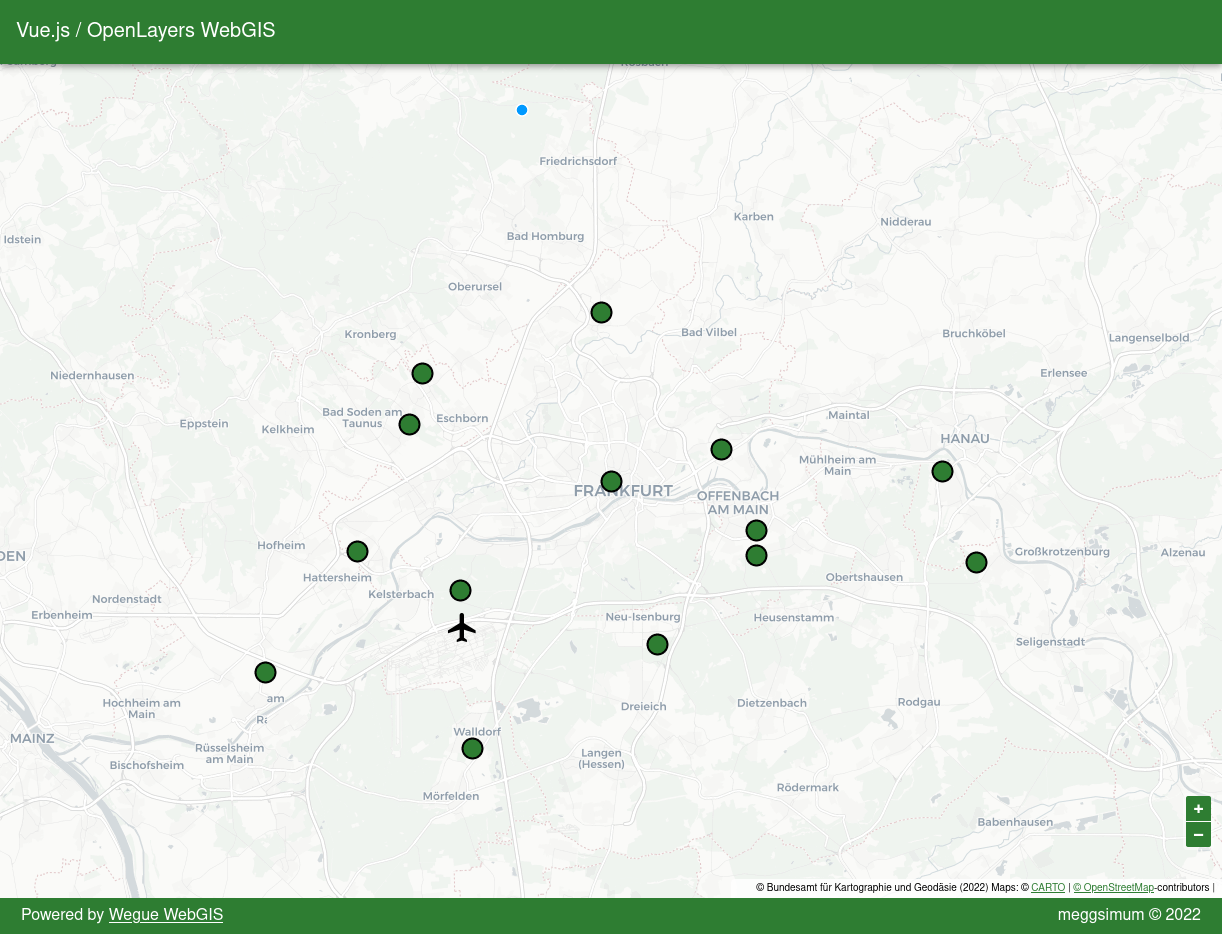 Vue.js / OpenLayers WebGIS
Friedrichsdorf
Karben
Nidderau
Idstein
Bad Homburg
Oberursel
Kronberg
Bad Vilbel
Bruchköbel
Langenselbold
Niedernhausen
Erlensee
Bad Soden am
Taunus
Eschborn
Maintal
Eppstein
Kelkheim
HANAU
Mühlheim am
Main
FRANKFURT
OFFENBACH
AM MAIN
Hofheim
DEN
Großkrotzenburg
Alzenau
Hattersheim
Obertshausen
Kelsterbach
Nordenstadt
Erbenheim
Neu-Isenburg
Heusenstamm
Seligenstadt
am
Hochheim am
Main
Dreieich
Dietzenbach
Rodgau
Walldorf
MAINZ
Rüsselsheim
am Main
Langen
(Hessen)
Bischofsheim
Rödermark
Mörfelden
Babenhausen
+
−
© Bundesamt für Kartographie und Geodäsie (2022) Maps: © CARTO | © OpenStreetMap-contributors |
Powered by Wegue WebGIS
meggsimum © 2022